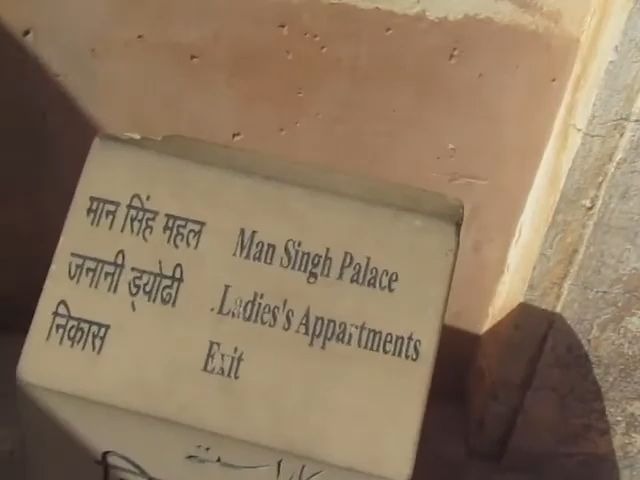 मान सिंह महल Man Singh Palace
जनानी ड्योढी .Ladies's Appartments
निकास Exit